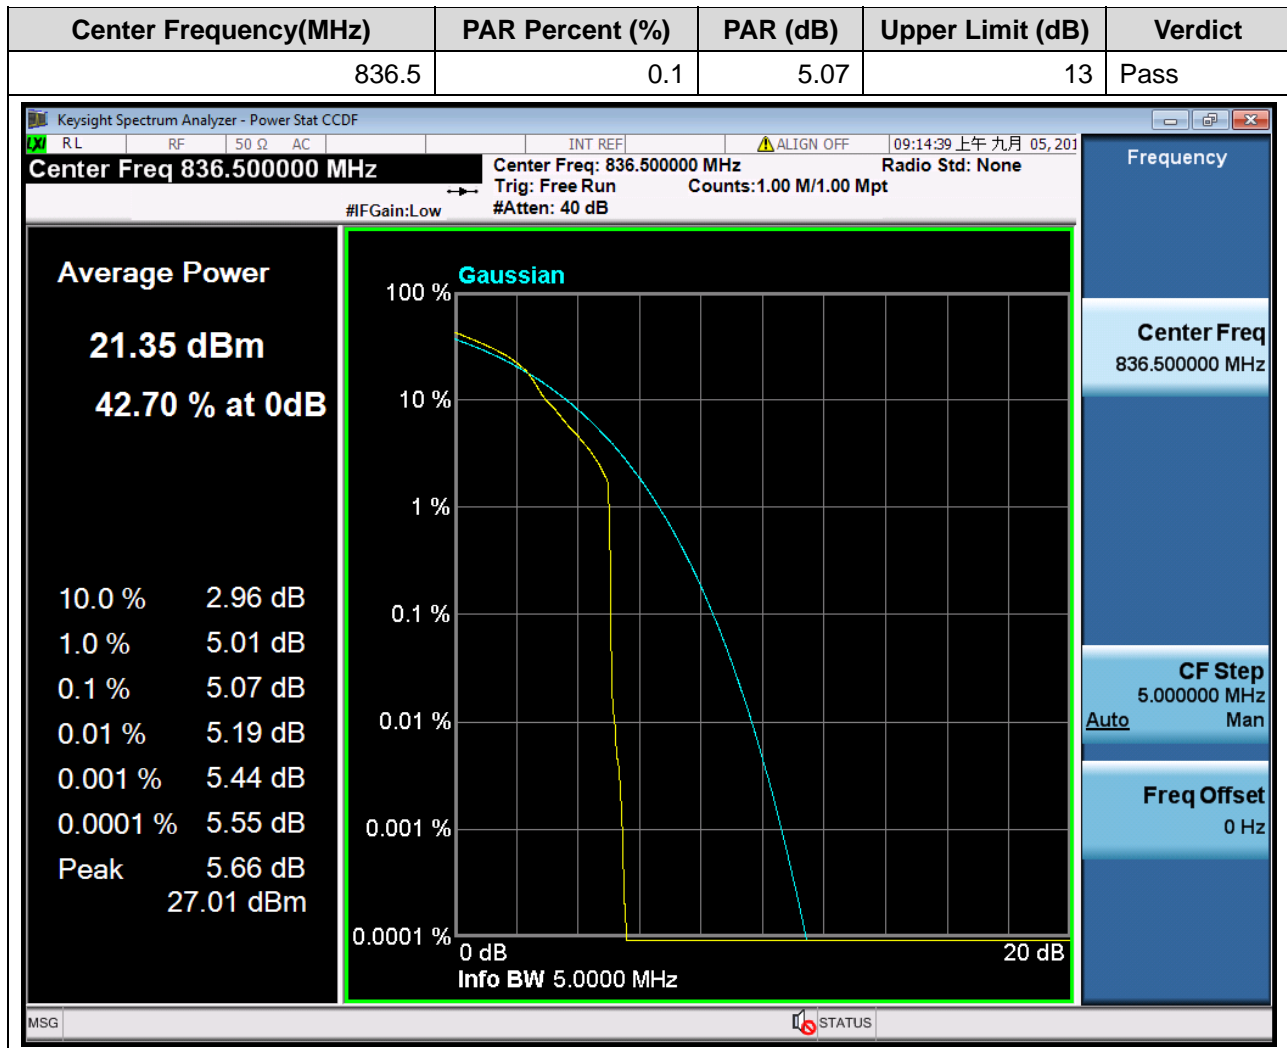 Center Frequency(MHz) PAR Percent (%) PAR (dB) Upper Limit (dB) Verdict
836.5 0.1 5.07 13 Pass
Keysight Spectrum Analyzer - Power Stat CCDF
LXI RL RF 50 Ω AC INT REF ALIGN OFF 09:14:39 上午 九月 05, 201
Center Freq 836.500000 MHz
Center Freq: 836.500000 MHz Radio Std: None
Trig: Free Run Counts:1.00 M/1.00 Mpt
#IFGain:Low #Atten: 40 dB
Average Power
21.35 dBm
42.70 % at 0dB
10.0 % 2.96 dB
1.0 % 5.01 dB
0.1 % 5.07 dB
0.01 % 5.19 dB
0.001 % 5.44 dB
0.0001 % 5.55 dB
Peak 5.66 dB
27.01 dBm
Gaussian
100 %
10 %
1 %
0.1 %
0.01 %
0.001 %
0.0001 %
0 dB 20 dB
Info BW 5.0000 MHz
Frequency
Center Freq
836.500000 MHz
CF Step
5.000000 MHz
Auto Man
Freq Offset
0 Hz
MSG STATUS